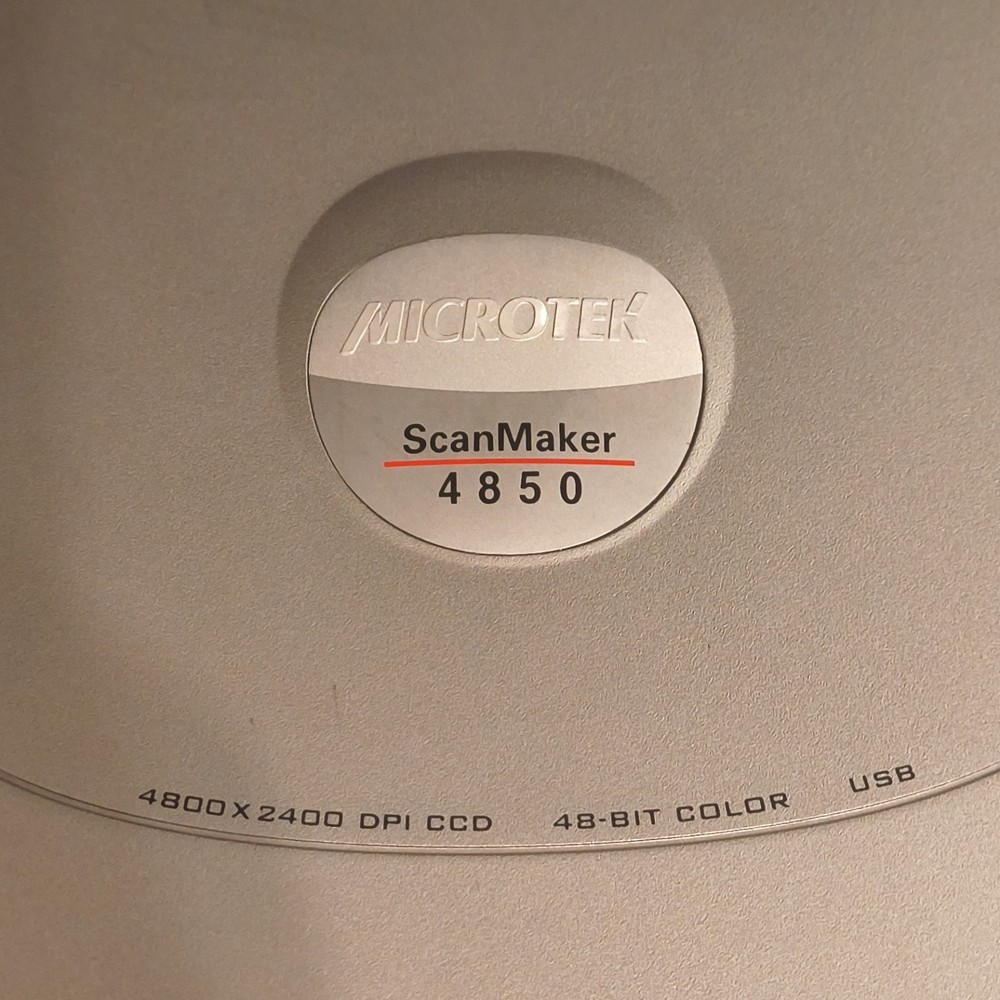 MICROTEK
ScanMaker
4850
4800X2400 DPI CCD 48-BIT COLOR USB